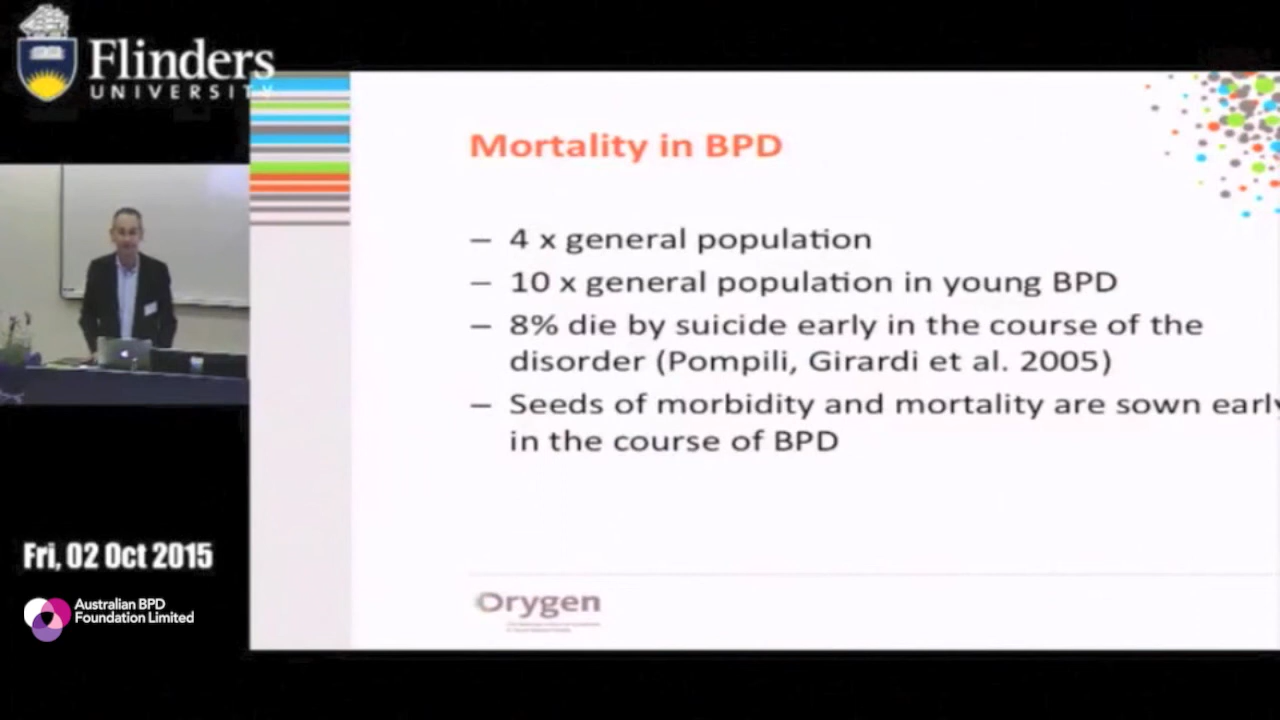 Flinders
UNIVERSITY
Mortality in BPD
– 4 x general population
– 10 x general population in young BPD
– 8% die by suicide early in the course of the
disorder (Pompili, Girardi et al. 2005)
– Seeds of morbidity and mortality are sown early
in the course of BPD
Orygen
Fri, 02 Oct 2015
Australian BPD
Foundation Limited